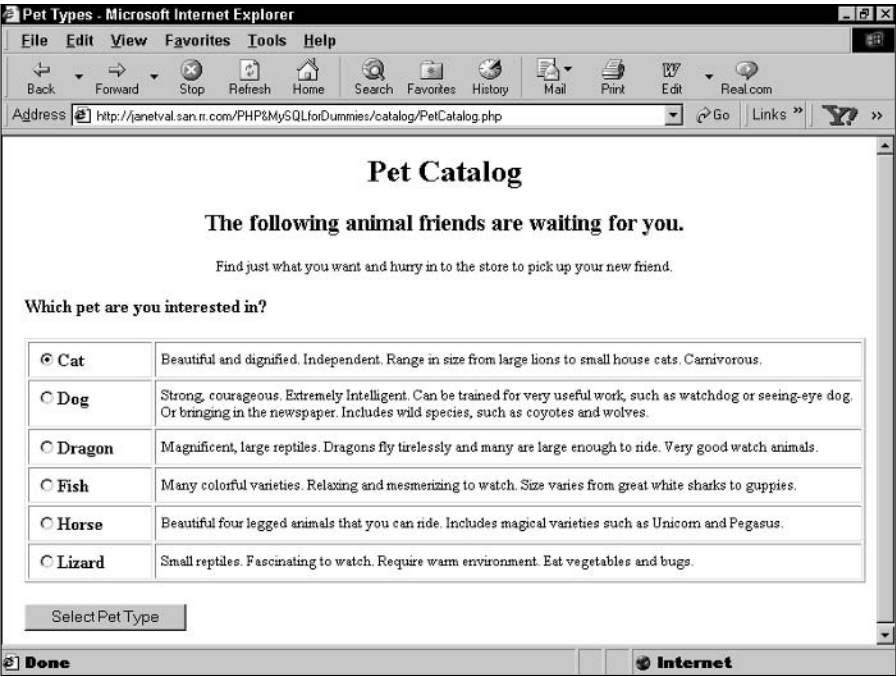 Pet Types - Microsoft Internet Explorer
File Edit View Favorites Tools Help
Back Forward Stop Refresh Home Search Favorites History Mail Print Edit Real.com
Address http://janetval.san.rr.com/PHP&MySQLforDummies/catalog/PetCatalog.php Go Links »
Pet Catalog
The following animal friends are waiting for you.
Find just what you want and hurry in to the store to pick up your new friend.
Which pet are you interested in?
Cat Beautiful and dignified. Independent. Range in size from large lions to small house cats. Carnivorous.
Dog Strong, courageous. Extremely Intelligent. Can be trained for very useful work, such as watchdog or seeing-eye dog.
Or bringing in the newspaper. Includes wild species, such as coyotes and wolves.
Dragon Magnificent, large reptiles. Dragons fly tirelessly and many are large enough to ride. Very good watch animals.
Fish Many colorful varieties. Relaxing and mesmerizing to watch. Size varies from great white sharks to guppies.
Horse Beautiful four legged animals that you can ride. Includes magical varieties such as Unicorn and Pegasus.
Lizard Small reptiles. Fascinating to watch. Require warm environment. Eat vegetables and bugs.
Select Pet Type
Done Internet